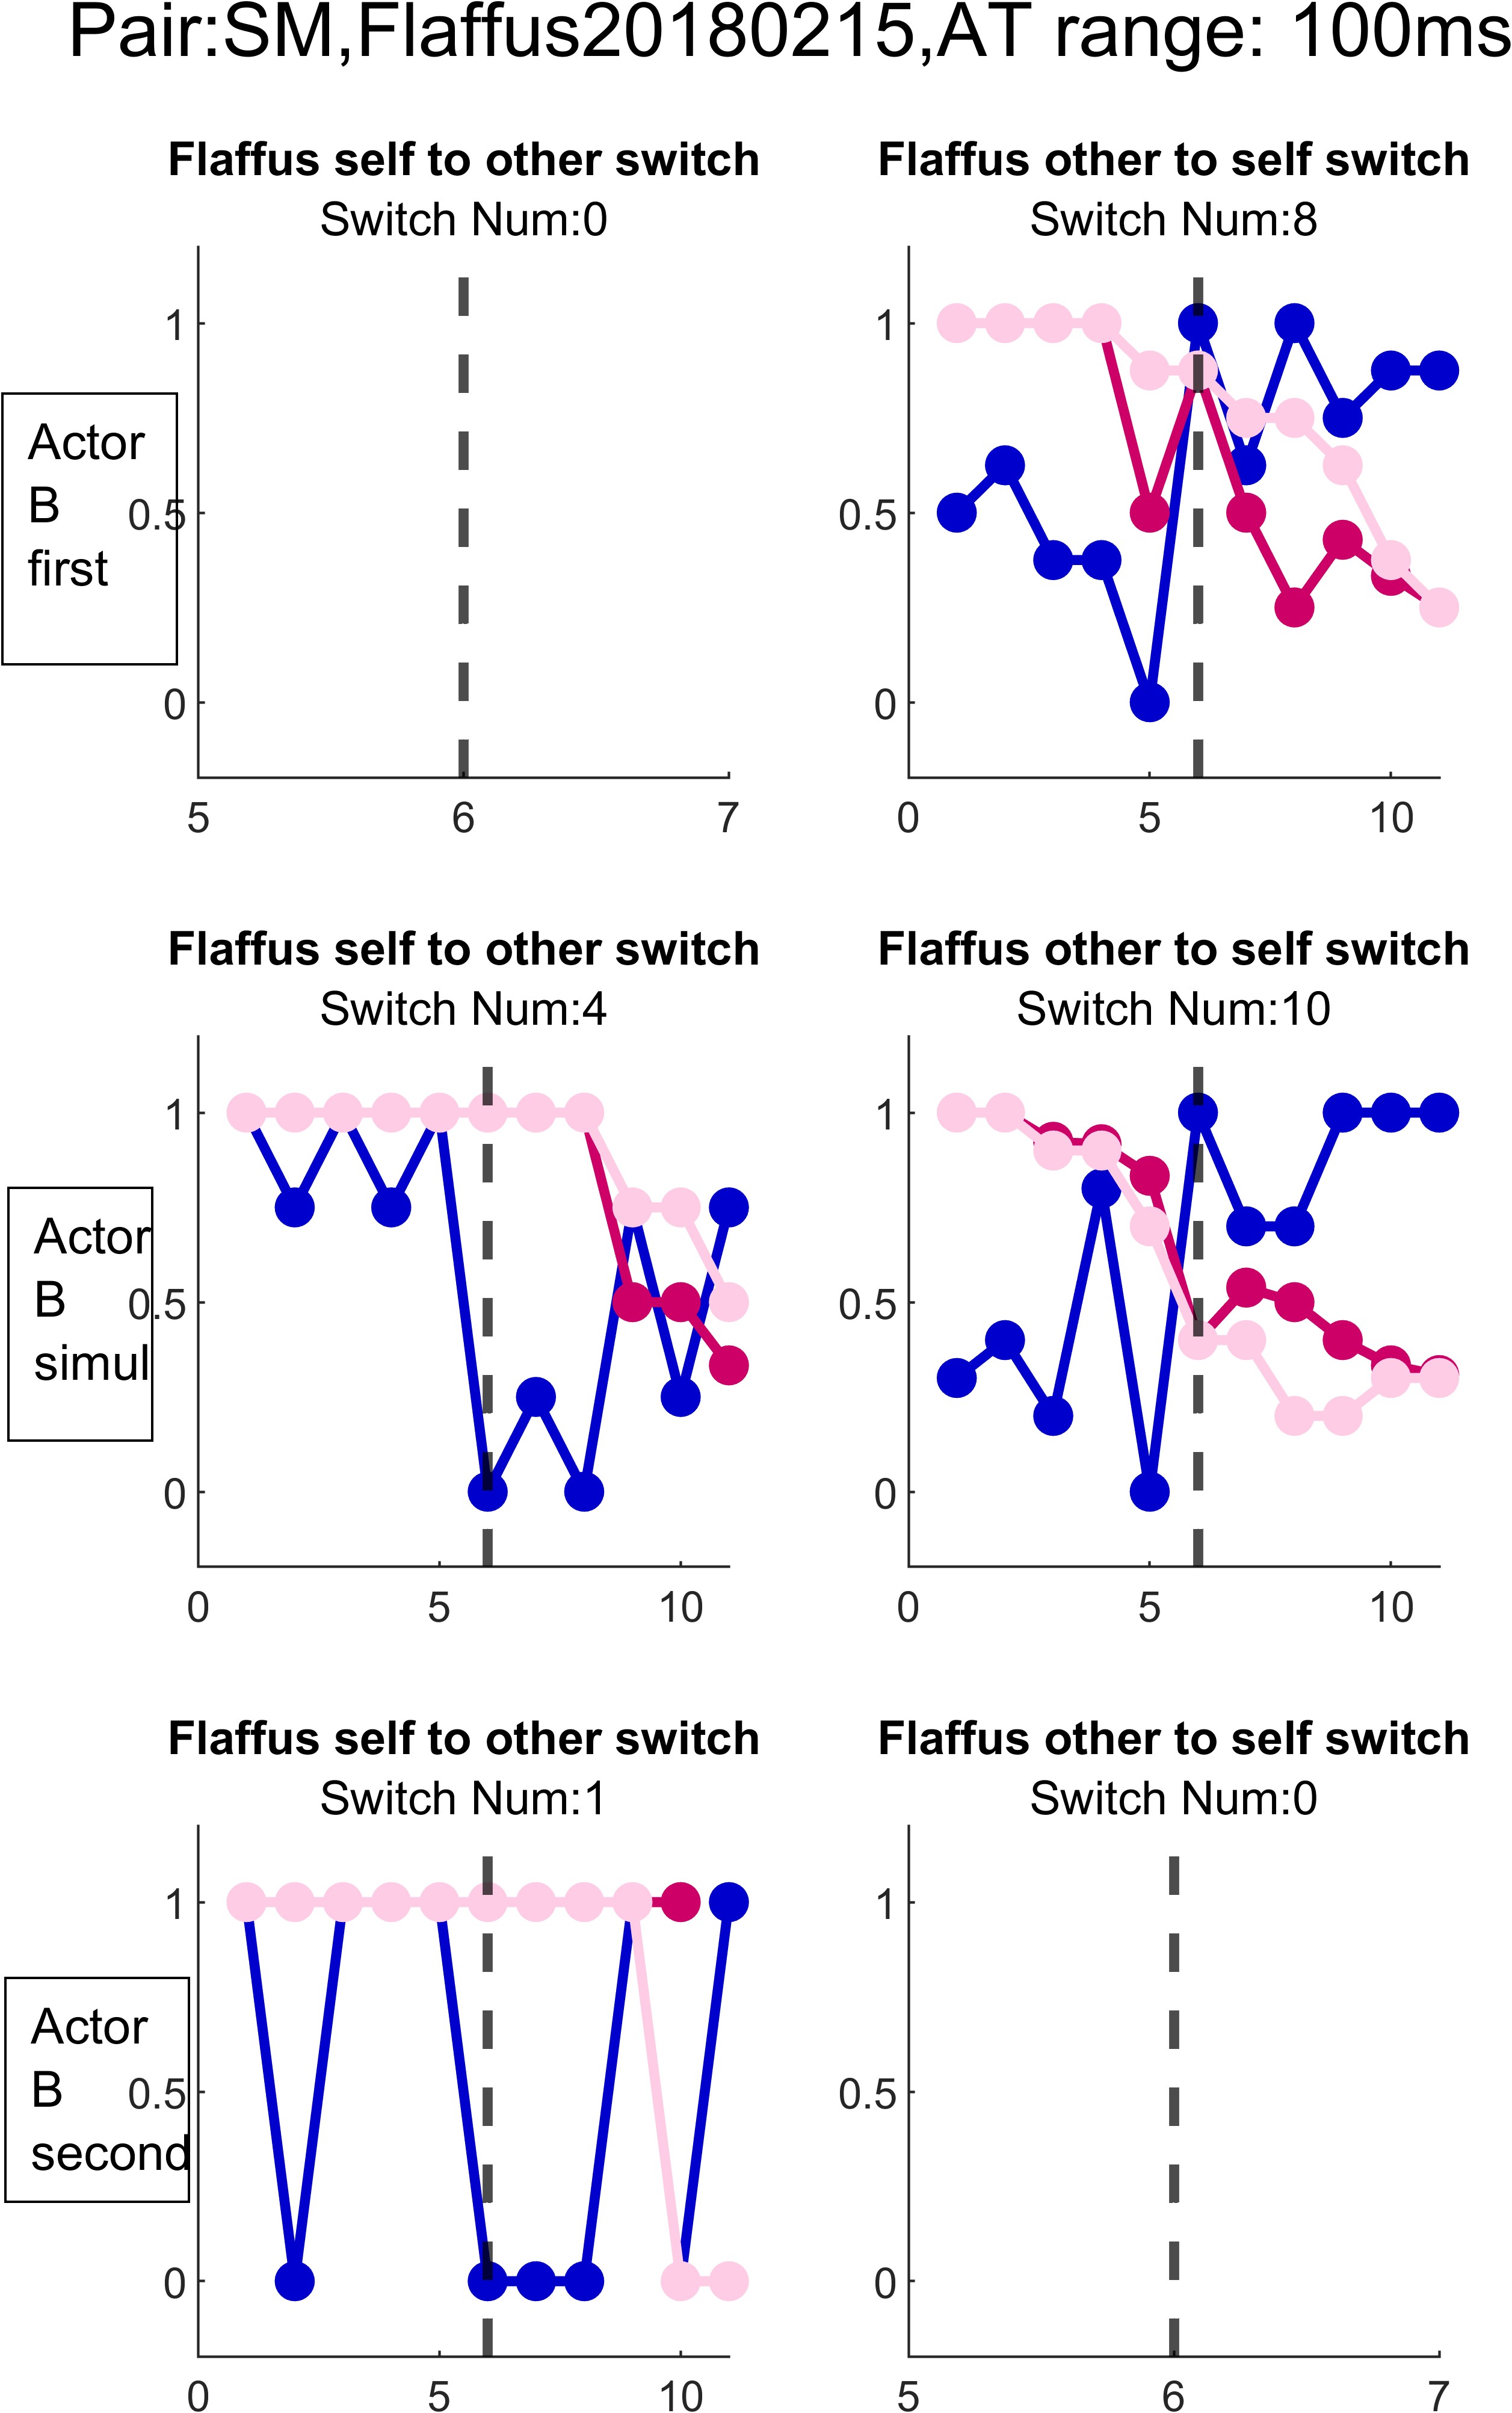 Pair:SM,Flaffus20180215,AT range: 100ms
Flaffus self to other switch
Switch Num:0
1
0.5
0
5 6 7
Actor
B
first
Flaffus other to self switch
Switch Num:8
1
0.5
0
0 5 10
Flaffus self to other switch
Switch Num:4
1
0.5
0
0 5 10
Actor
B
simul
Flaffus other to self switch
Switch Num:10
1
0.5
0
0 5 10
Flaffus self to other switch
Switch Num:1
1
0.5
0
0 5 10
Actor
B
second
Flaffus other to self switch
Switch Num:0
1
0.5
0
5 6 7